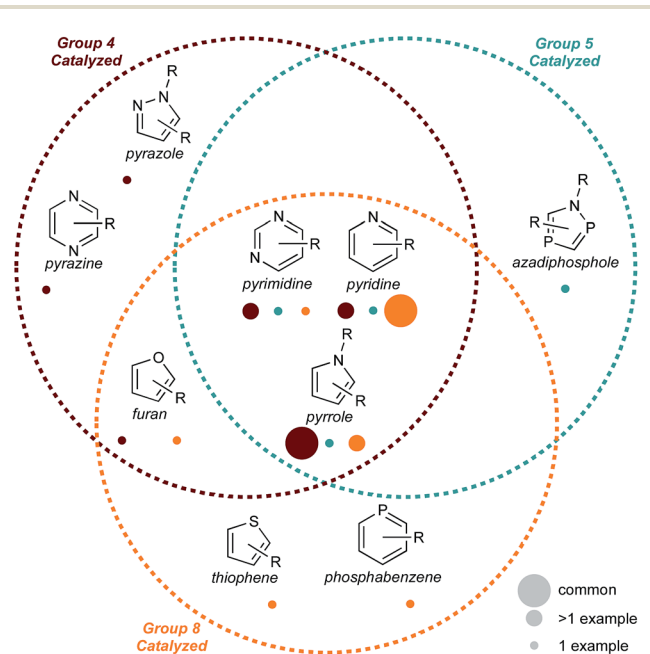 Group 4
Catalyzed
Group 5
Catalyzed
R
N
N
R
pyrazole
N
R
N
pyrazine
R
N
R
P
P
azadiphosphole
N
R
N
pyrimidine
N
R
pyridine
O
R
furan
R
N
R
pyrrole
S
R
thiophene
P
R
phosphabenzene
Group 8
Catalyzed
common
>1 example
1 example